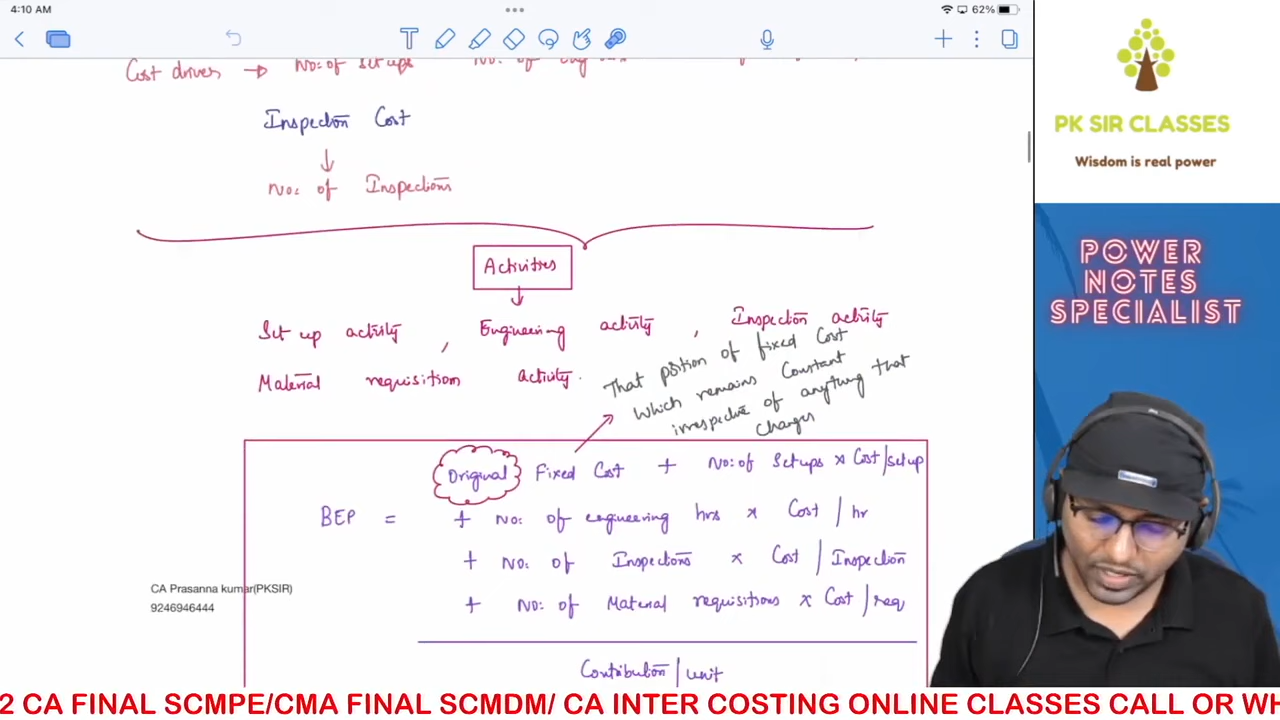 4:10 AM
62%
Cost drivers → No: of set ups No: of
Inspection Cost
No: of Inspections
Activities
Set up activity , Engineering activity , Inspection activity
Material requisition activity.
That portion of fixed Cost
Which remains Constant
irrespective of anything that
changes
BEP = Original Fixed Cost + No: of Setups x Cost/setup
+ No: of engineering hrs x Cost / hr
+ No: of Inspections x Cost / Inspection
+ No: of Material requisitions x Cost / req
Contribution / unit
CA Prasanna kumar(PKSIR)
9246946444
PK SIR CLASSES
Wisdom is real power
POWER
NOTES
SPECIALIST
2 CA FINAL SCMPE/CMA FINAL SCMDM/ CA INTER COSTING ONLINE CLASSES CALL OR WH